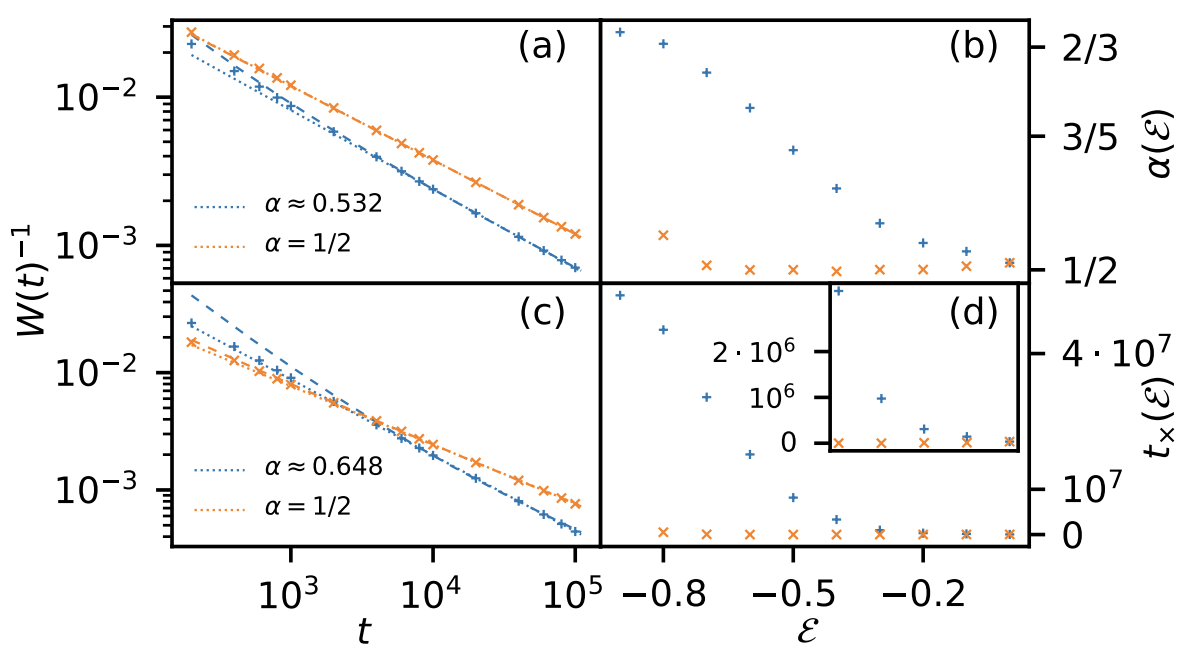 (a)
10⁻²
10⁻³
α ≈ 0.532
α = 1/2
(b)
2/3
3/5
1/2
α(ℰ)
W(t)⁻¹
(c)
10⁻²
10⁻³
α ≈ 0.648
α = 1/2
10³
10⁴
10⁵
t
(d)
2 · 10⁶
10⁶
0
4 · 10⁷
10⁷
0
t×(ℰ)
−0.8
−0.5
−0.2
ℰ